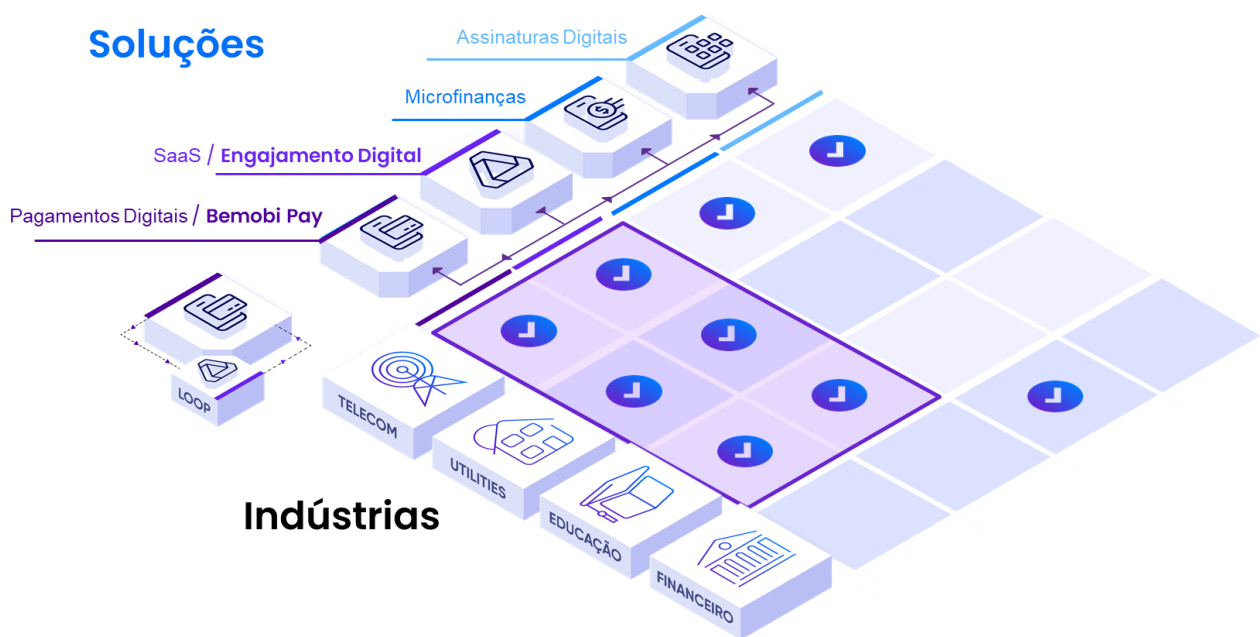 Soluções
Assinaturas Digitais
Microfinanças
SaaS / Engajamento Digital
Pagamentos Digitais / Bemobi Pay
LOOP
TELECOM
UTILITIES
EDUCAÇÃO
FINANCEIRO
Indústrias